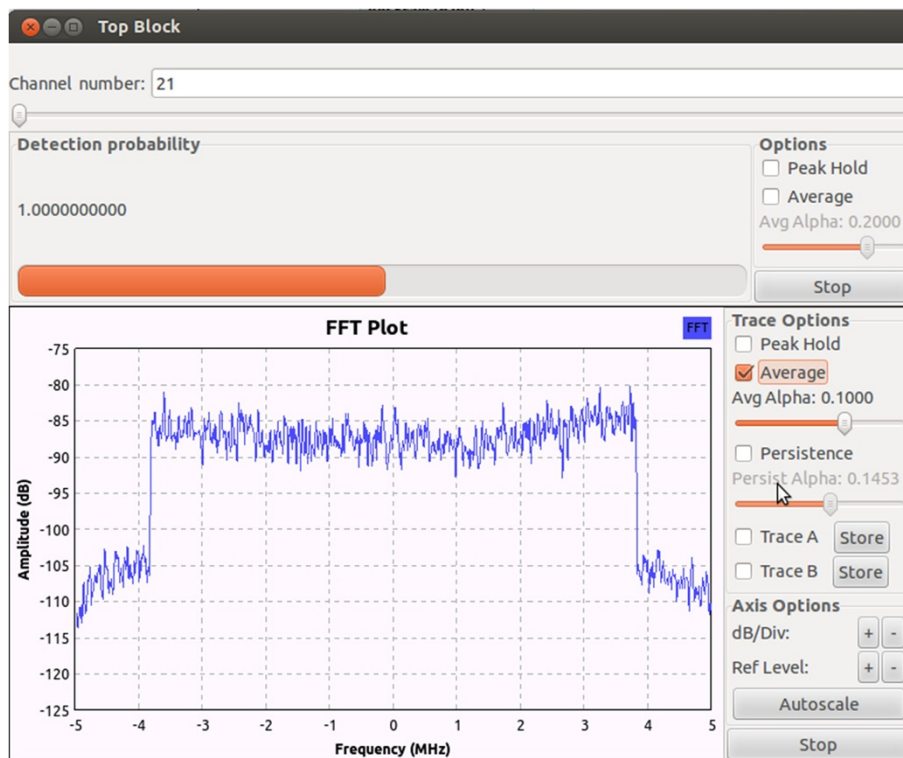 Top Block
Channel number: 21
Detection probability
1.0000000000
Options
Peak Hold
Average
Avg Alpha: 0.2000
Stop
FFT Plot
FFT
-75
-80
-85
-90
-95
-100
-105
-110
-115
-120
-125
Amplitude (dB)
-5 -4 -3 -2 -1 0 1 2 3 4 5
Frequency (MHz)
Trace Options
Peak Hold
Average
Avg Alpha: 0.1000
Persistence
Persist Alpha: 0.1453
Trace A Store
Trace B Store
Axis Options
dB/Div: + -
Ref Level: + -
Autoscale
Stop